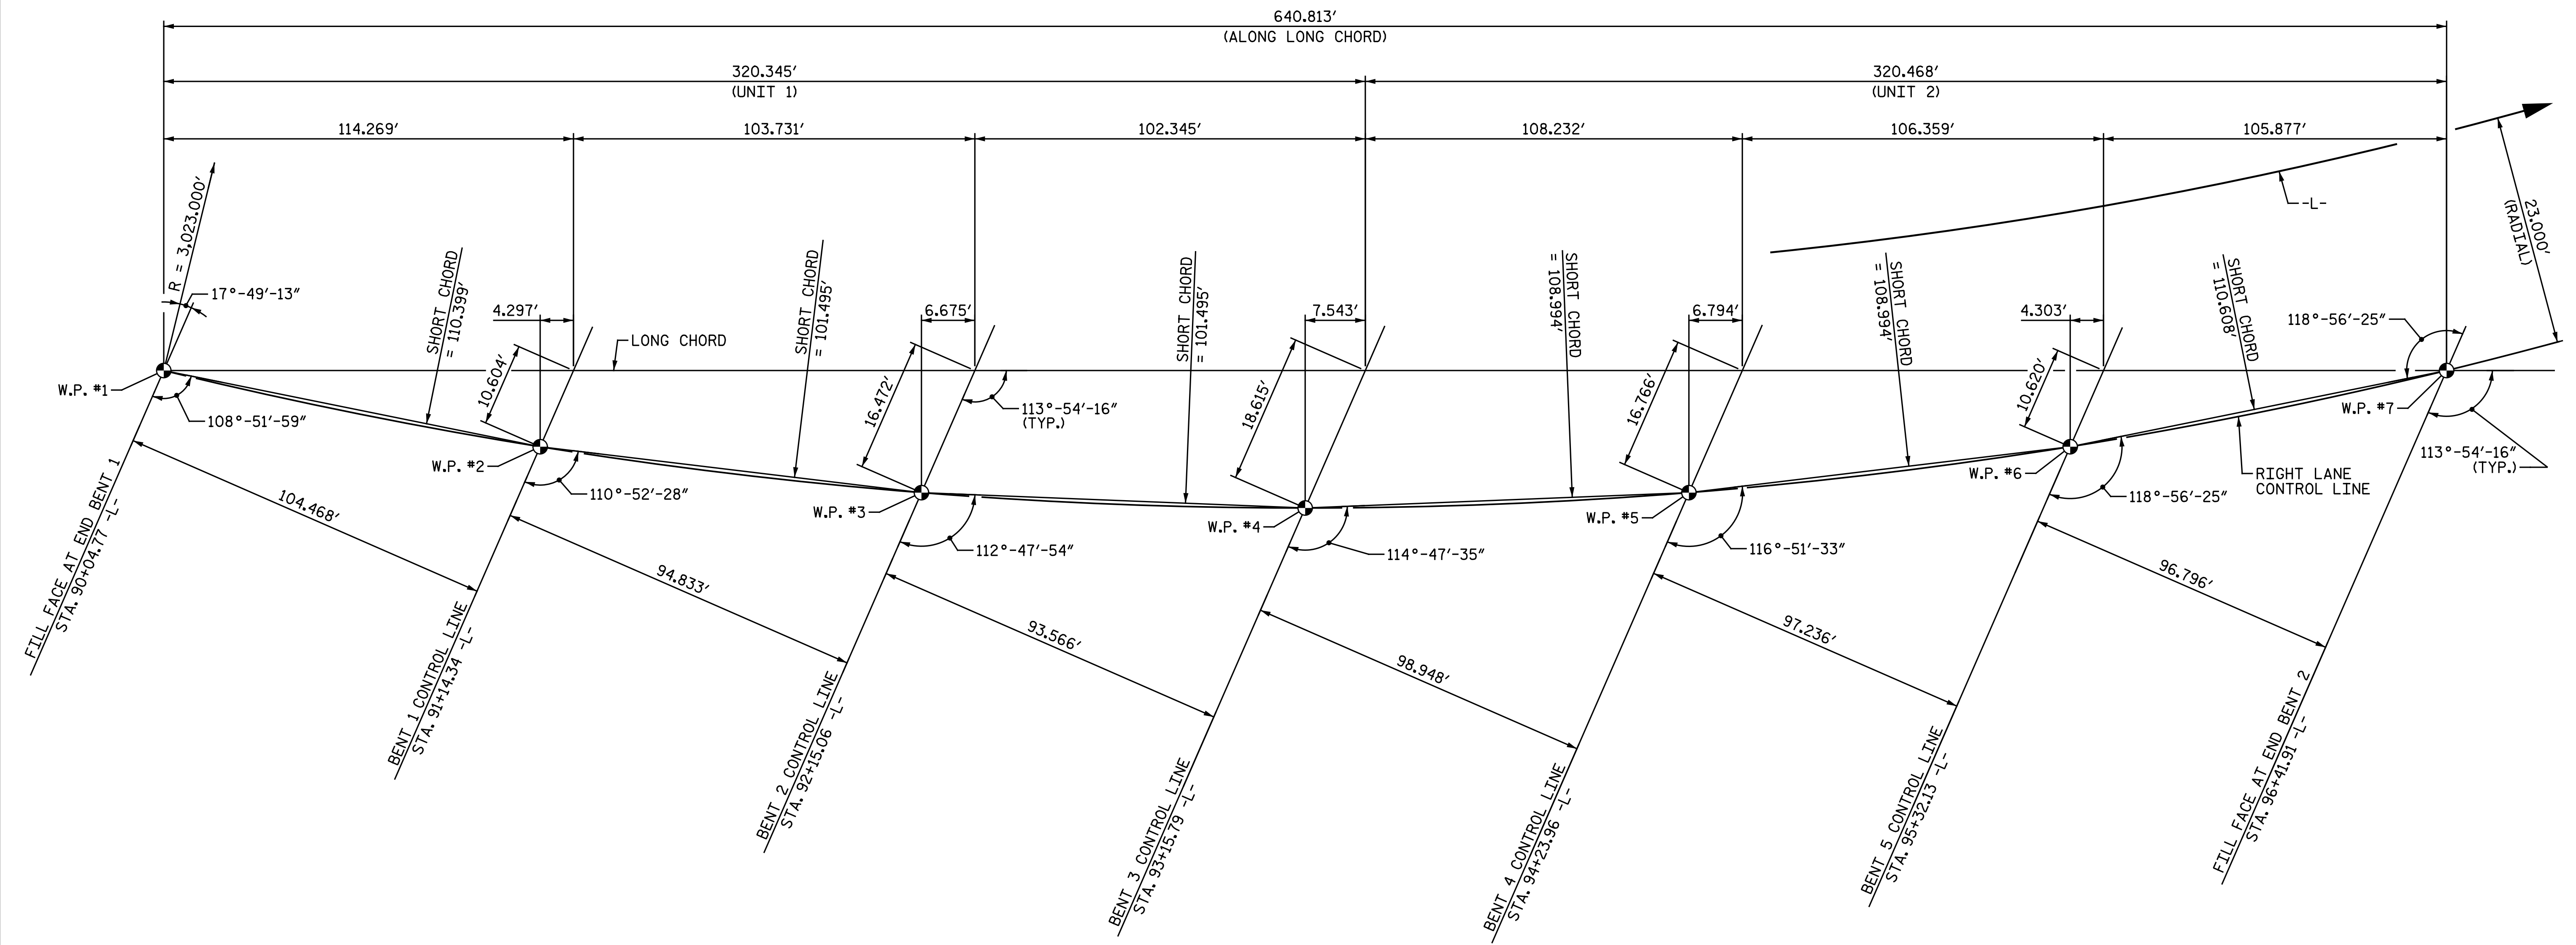 640.813′
(ALONG LONG CHORD)
320.345′
(UNIT 1)
320.468′
(UNIT 2)
114.269′
103.731′
102.345′
108.232′
106.359′
105.877′
R = 3,023.000′
17°-49′-13″
SHORT CHORD
= 110.399′
4.297′
10.604′
LONG CHORD
SHORT CHORD
= 101.495′
6.675′
16.472′
113°-54′-16″
(TYP.)
SHORT CHORD
= 101.495′
7.543′
18.615′
SHORT CHORD
= 108.994′
6.794′
16.766′
SHORT CHORD
= 108.994′
4.303′
10.620′
SHORT CHORD
= 110.608′
-L-
23.000′
(RADIAL)
118°-56′-25″
W.P. #1
108°-51′-59″
W.P. #2
110°-52′-28″
W.P. #3
112°-47′-54″
W.P. #4
114°-47′-35″
W.P. #5
116°-51′-33″
W.P. #6
118°-56′-25″
W.P. #7
113°-54′-16″
(TYP.)
RIGHT LANE
CONTROL LINE
104.468′
94.833′
93.566′
98.948′
97.236′
96.796′
FILL FACE AT END BENT 1
STA. 90+04.77 -L-
BENT 1 CONTROL LINE
STA. 91+14.34 -L-
BENT 2 CONTROL LINE
STA. 92+15.06 -L-
BENT 3 CONTROL LINE
STA. 93+15.79 -L-
BENT 4 CONTROL LINE
STA. 94+23.96 -L-
BENT 5 CONTROL LINE
STA. 95+32.13 -L-
FILL FACE AT END BENT 2
STA. 96+41.91 -L-